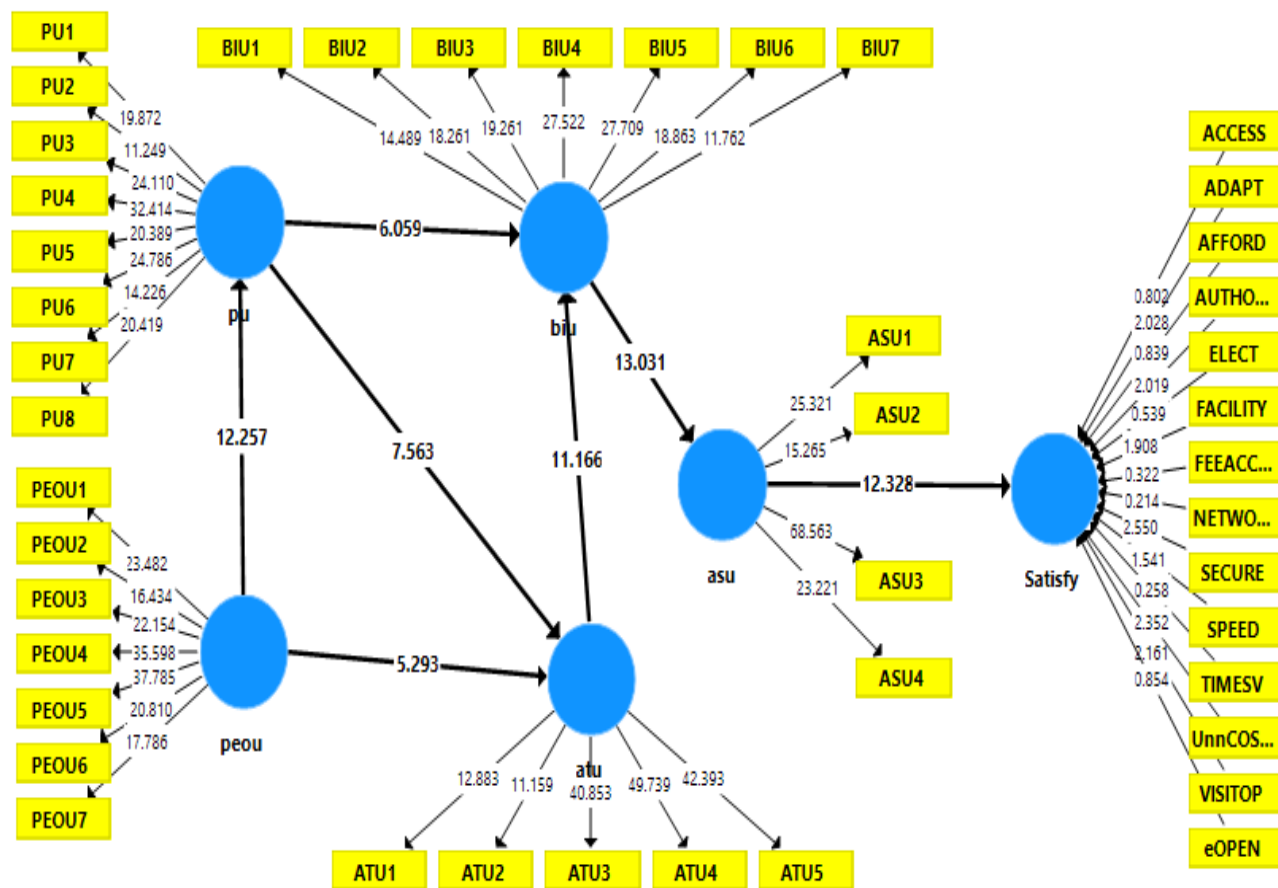 PU1
PU2
PU3
PU4
PU5
PU6
PU7
PU8
19.872
11.249
24.110
32.414
20.389
24.786
14.226
20.419
pu
BIU1
BIU2
BIU3
BIU4
BIU5
BIU6
BIU7
14.489
18.261
19.261
27.522
27.709
18.863
11.762
biu
6.059
12.257
7.563
11.166
13.031
5.293
12.328
PEOU1
PEOU2
PEOU3
PEOU4
PEOU5
PEOU6
PEOU7
23.482
16.434
22.154
35.598
37.785
20.810
17.786
peou
atu
12.883
11.159
40.853
49.739
42.393
ATU1
ATU2
ATU3
ATU4
ATU5
ASU1
ASU2
ASU3
ASU4
25.321
15.265
68.563
23.221
asu
Satisfy
0.802
2.028
0.839
2.019
0.539
1.908
0.322
0.214
2.550
1.541
0.258
2.352
2.161
0.854
ACCESS
ADAPT
AFFORD
AUTHO...
ELECT
FACILITY
FEEACC...
NETWO...
SECURE
SPEED
TIMESV
UnnCOS...
VISITOP
eOPEN